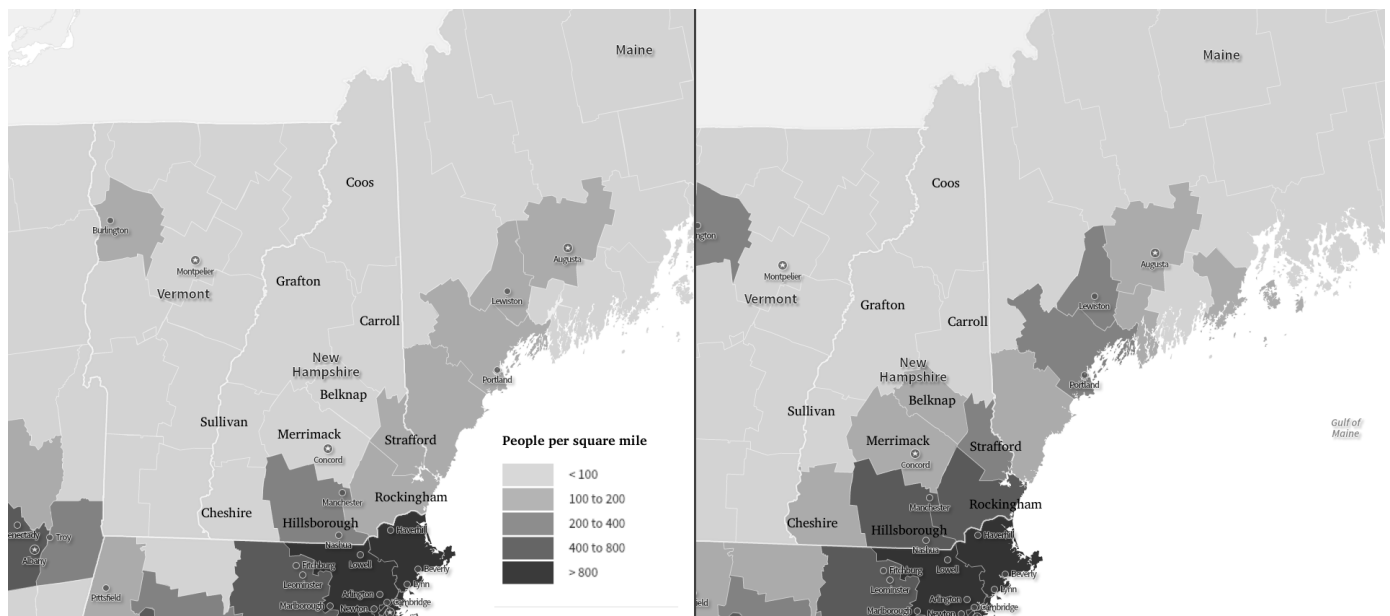 Maine
Coos
Burlington
Montpelier
Vermont
Augusta
Lewiston
Grafton
Carroll
New
Hampshire
Portland
Belknap
Sullivan
Merrimack
Concord
Strafford
People per square mile
< 100
100 to 200
200 to 400
400 to 800
> 800
Manchester
Rockingham
Cheshire
Hillsborough
Nashua
Haverhill
Troy
Albany
Lowell
Fitchburg
Leominster
Beverly
Lynn
Pittsfield
Arlington
Marlborough
Newton
Cambridge
Maine
Coos
ngton
Montpelier
Vermont
Augusta
Lewiston
Grafton
Carroll
New
Hampshire
Portland
Belknap
Sullivan
Merrimack
Concord
Strafford
Gulf of
Maine
Manchester
Rockingham
Cheshire
Hillsborough
Nashua
Haverhill
Lowell
Fitchburg
Leominster
Beverly
Lynn
field
Arlington
Marlborough
Newton
Cambridge